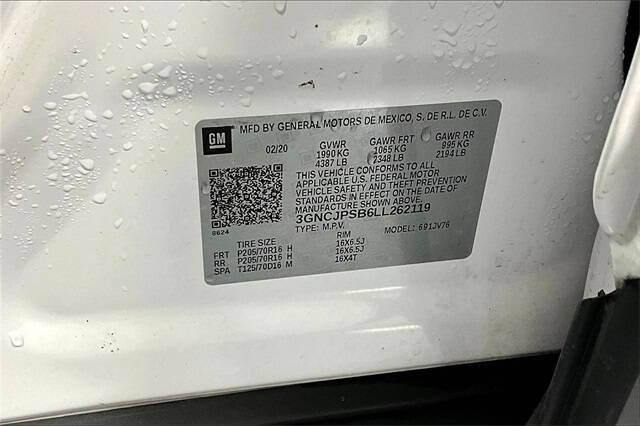 MFD BY GENERAL MOTORS DE MEXICO, S. DE R.L. DE C.V.
GM
02/20 GVWR GAWR FRT GAWR RR
1990 KG 1065 KG 995 KG
4387 LB 2348 LB 2194 LB
THIS VEHICLE CONFORMS TO ALL
APPLICABLE U.S. FEDERAL MOTOR
VEHICLE SAFETY AND THEFT PREVENTION
STANDARDS IN EFFECT ON THE DATE OF
MANUFACTURE SHOWN ABOVE.
3GNCJPSB6LL262119
8624
TYPE: M.P.V. MODEL: 691JV76
TIRE SIZE RIM
FRT P205/70R16 H 16X6.5J
RR P205/70R16 H 16X6.5J
SPA T125/70D16 M 16X4T